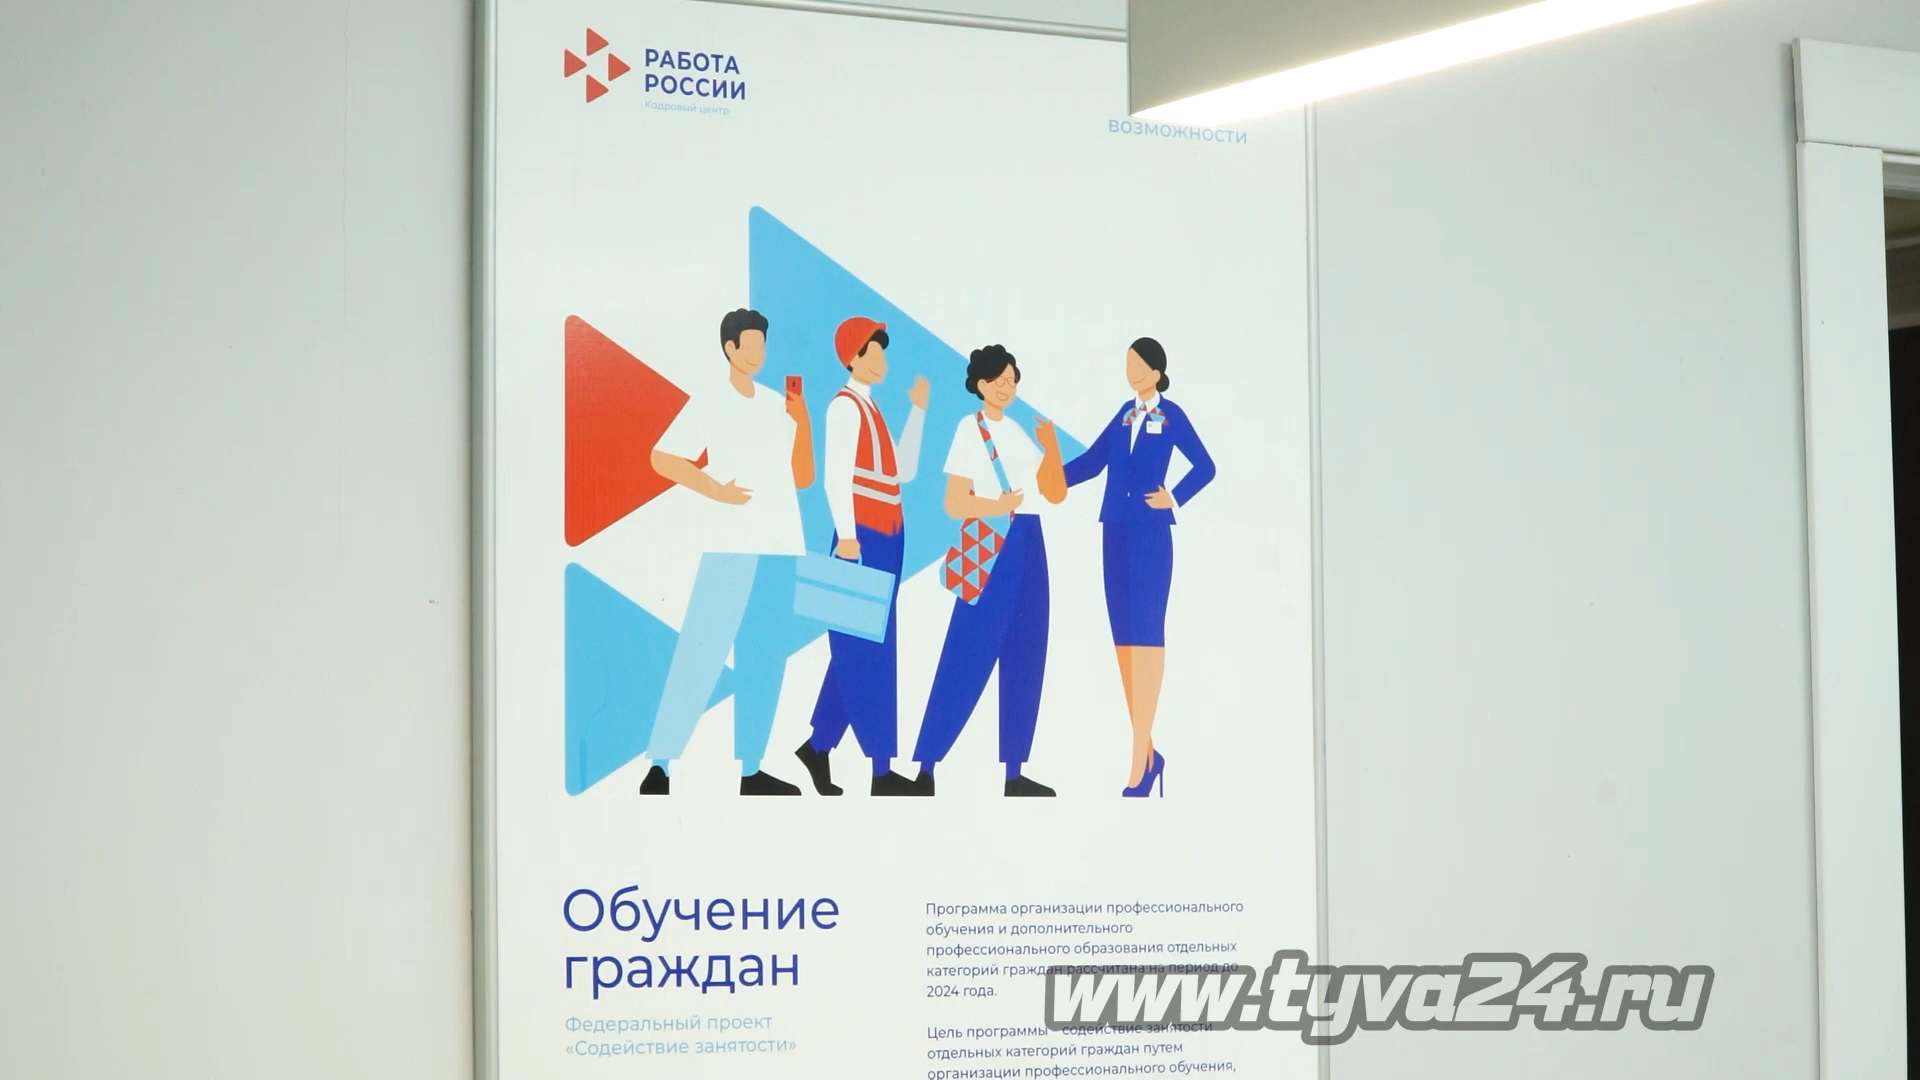 РАБОТА
РОССИИ
Кадровый центр
ВОЗМОЖНОСТИ
Обучение
граждан
Федеральный проект
«Содействие занятости»
Программа организации профессионального
обучения и дополнительного
профессионального образования отдельных
категорий граждан рассчитана на период до
2024 года.
Цель программы – содействие занятости
отдельных категорий граждан путем
организации профессионального обучения,
www.tyva24.ru